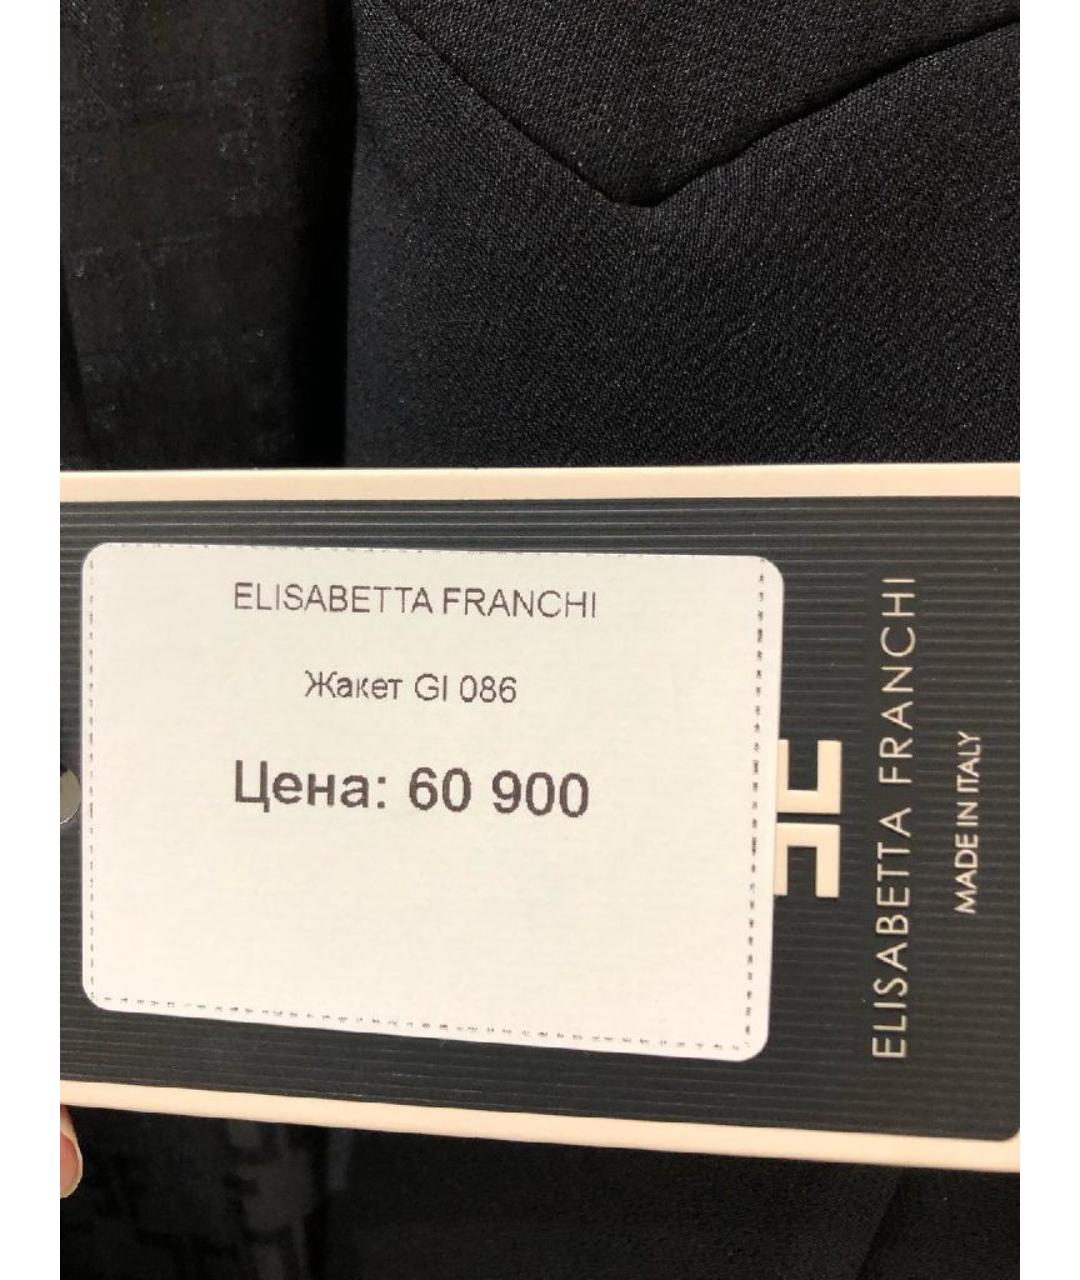 ELISABETTA FRANCHI
Жакет GI 086
Цена: 60 900
ELISABETTA FRANCHI
MADE IN ITALY